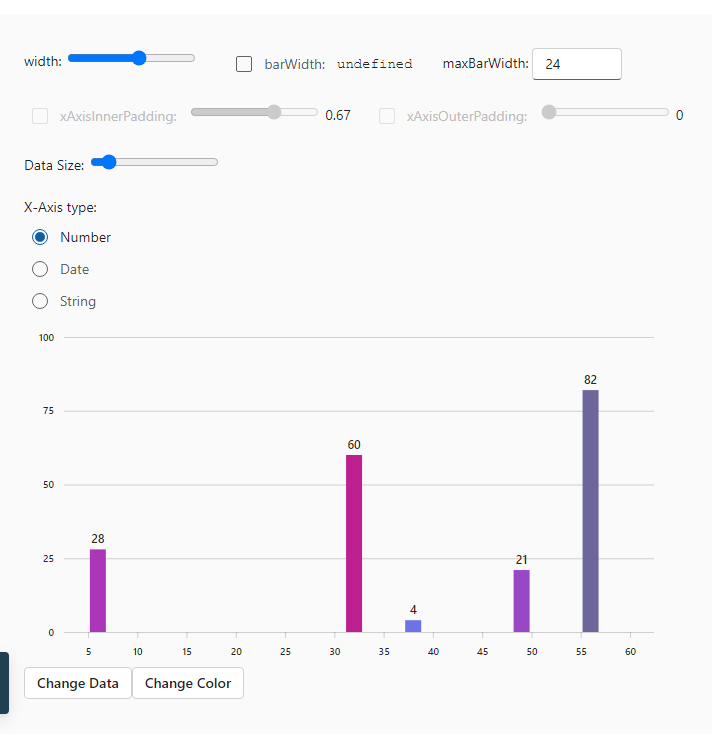 width: barWidth: undefined maxBarWidth: 24
xAxisInnerPadding: 0.67 xAxisOuterPadding: 0
Data Size:
X-Axis type:
Number
Date
String
100
82
75
60
50
28
25
21
4
0
5 10 15 20 25 30 35 40 45 50 55 60
Change Data Change Color